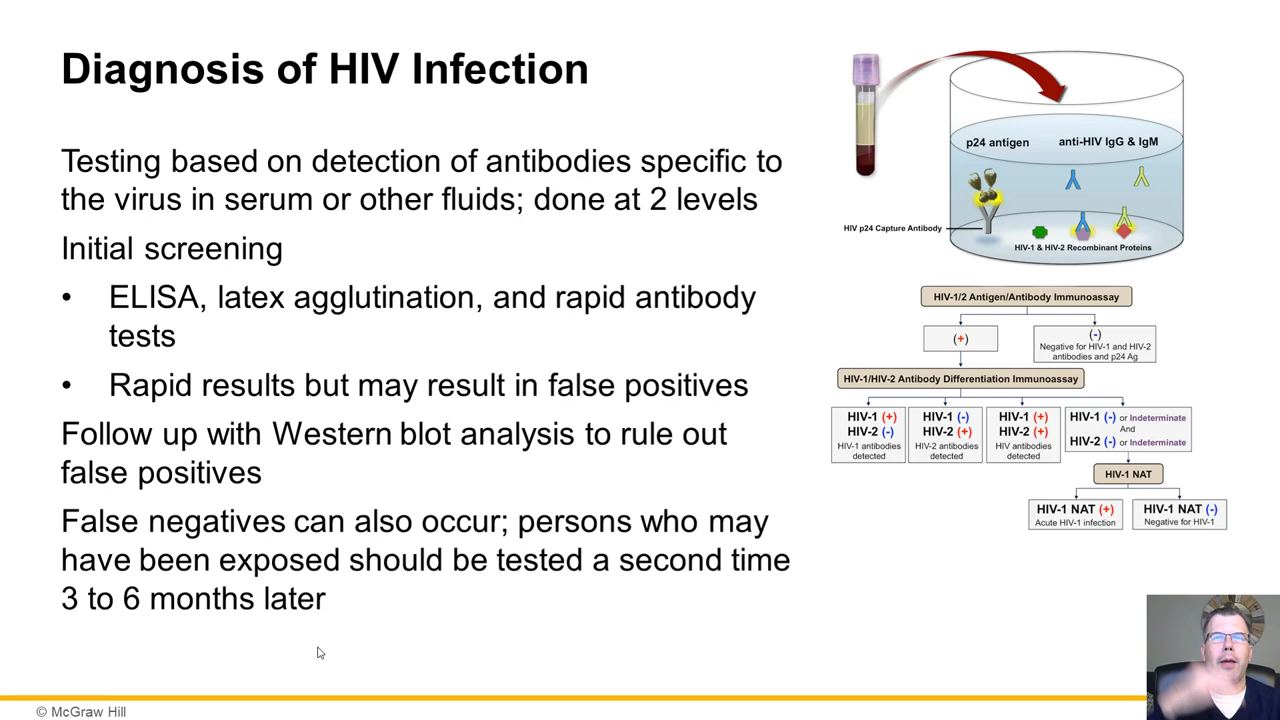 Diagnosis of HIV Infection
Testing based on detection of antibodies specific to
the virus in serum or other fluids; done at 2 levels
Initial screening
• ELISA, latex agglutination, and rapid antibody
tests
• Rapid results but may result in false positives
Follow up with Western blot analysis to rule out
false positives
False negatives can also occur; persons who may
have been exposed should be tested a second time
3 to 6 months later
p24 antigen
anti-HIV IgG & IgM
HIV p24 Capture Antibody
HIV-1 & HIV-2 Recombinant Proteins
HIV-1/2 Antigen/Antibody Immunoassay
(+)
(-)
Negative for HIV-1 and HIV-2
antibodies and p24 Ag
HIV-1/HIV-2 Antibody Differentiation Immunoassay
HIV-1 (+)
HIV-2 (-)
HIV-1 antibodies
detected
HIV-1 (-)
HIV-2 (+)
HIV-2 antibodies
detected
HIV-1 (+)
HIV-2 (+)
HIV antibodies
detected
HIV-1 (-) or Indeterminate
And
HIV-2 (-) or Indeterminate
HIV-1 NAT
HIV-1 NAT (+)
Acute HIV-1 infection
HIV-1 NAT (-)
Negative for HIV-1
© McGraw Hill